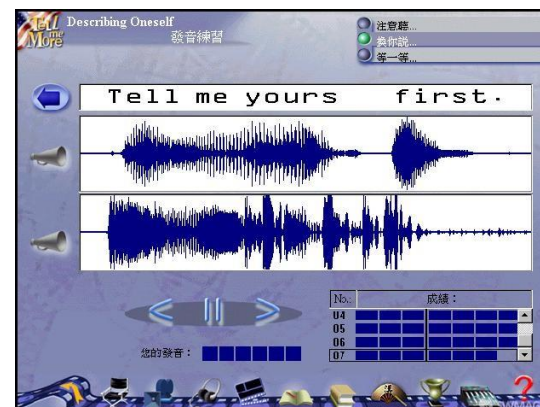 Tell me More
Describing Oneself
發音練習
注意聽...
換你說...
等一等...
Tell me yours first.
No.:
成績：
04
05
06
07
您的發音：